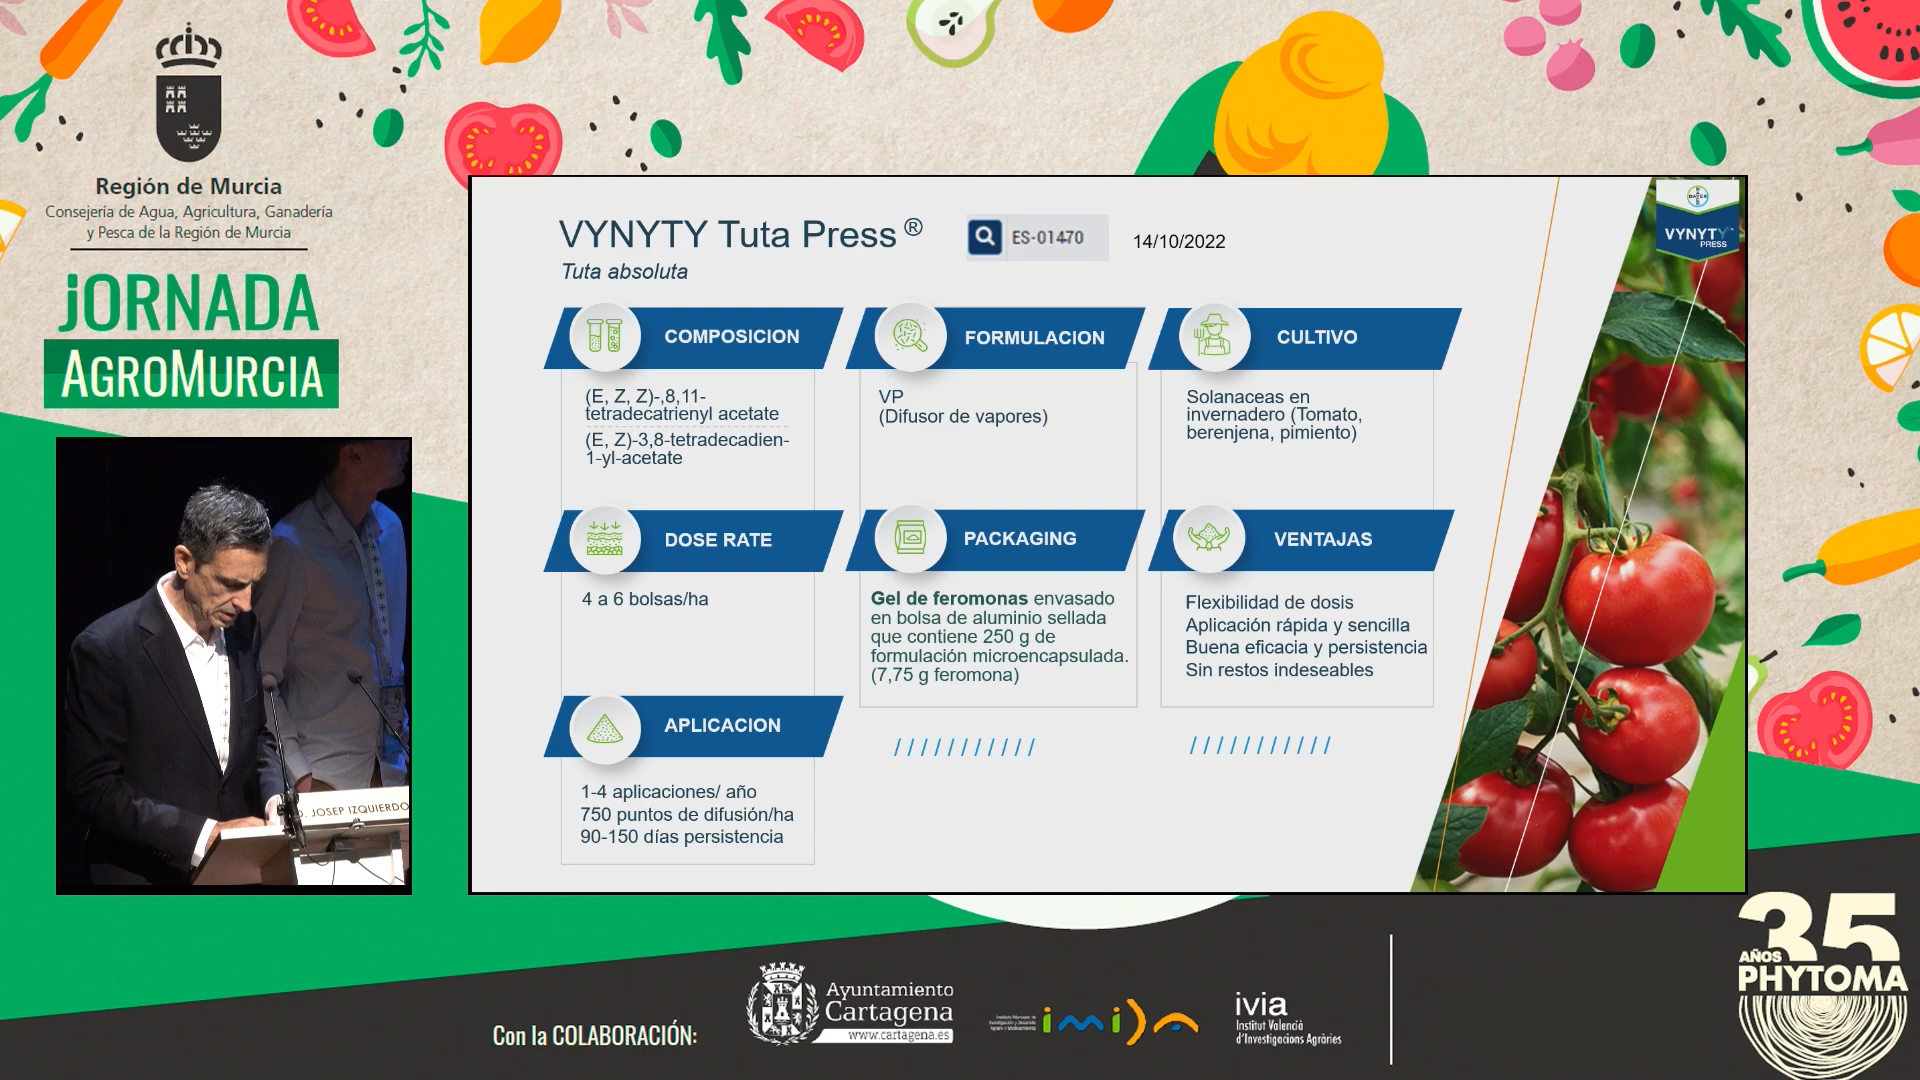 Región de Murcia
Consejería de Agua, Agricultura, Ganadería
y Pesca de la Región de Murcia
jORNADA
AGROMURCIA
VYNYTY Tuta Press ®
ES-01470
14/10/2022
Tuta absoluta
BAYER
VYNYTY
PRESS
COMPOSICION
(E, Z, Z)-,8,11-
tetradecatrienyl acetate
(E, Z)-3,8-tetradecadien-
1-yl-acetate
FORMULACION
VP
(Difusor de vapores)
CULTIVO
Solanaceas en
invernadero (Tomato,
berenjena, pimiento)
DOSE RATE
4 a 6 bolsas/ha
PACKAGING
Gel de feromonas envasado
en bolsa de aluminio sellada
que contiene 250 g de
formulación microencapsulada.
(7,75 g feromona)
VENTAJAS
Flexibilidad de dosis
Aplicación rápida y sencilla
Buena eficacia y persistencia
Sin restos indeseables
APLICACION
1-4 aplicaciones/ año
750 puntos de difusión/ha
90-150 días persistencia
///////////
///////////
D. JOSEP IZQUIERDO
Con la COLABORACIÓN:
Ayuntamiento
Cartagena
www.cartagena.es
imida
ivia
Institut Valencià
d'Investigacions Agràries
35
AÑOS
PHYTOMA